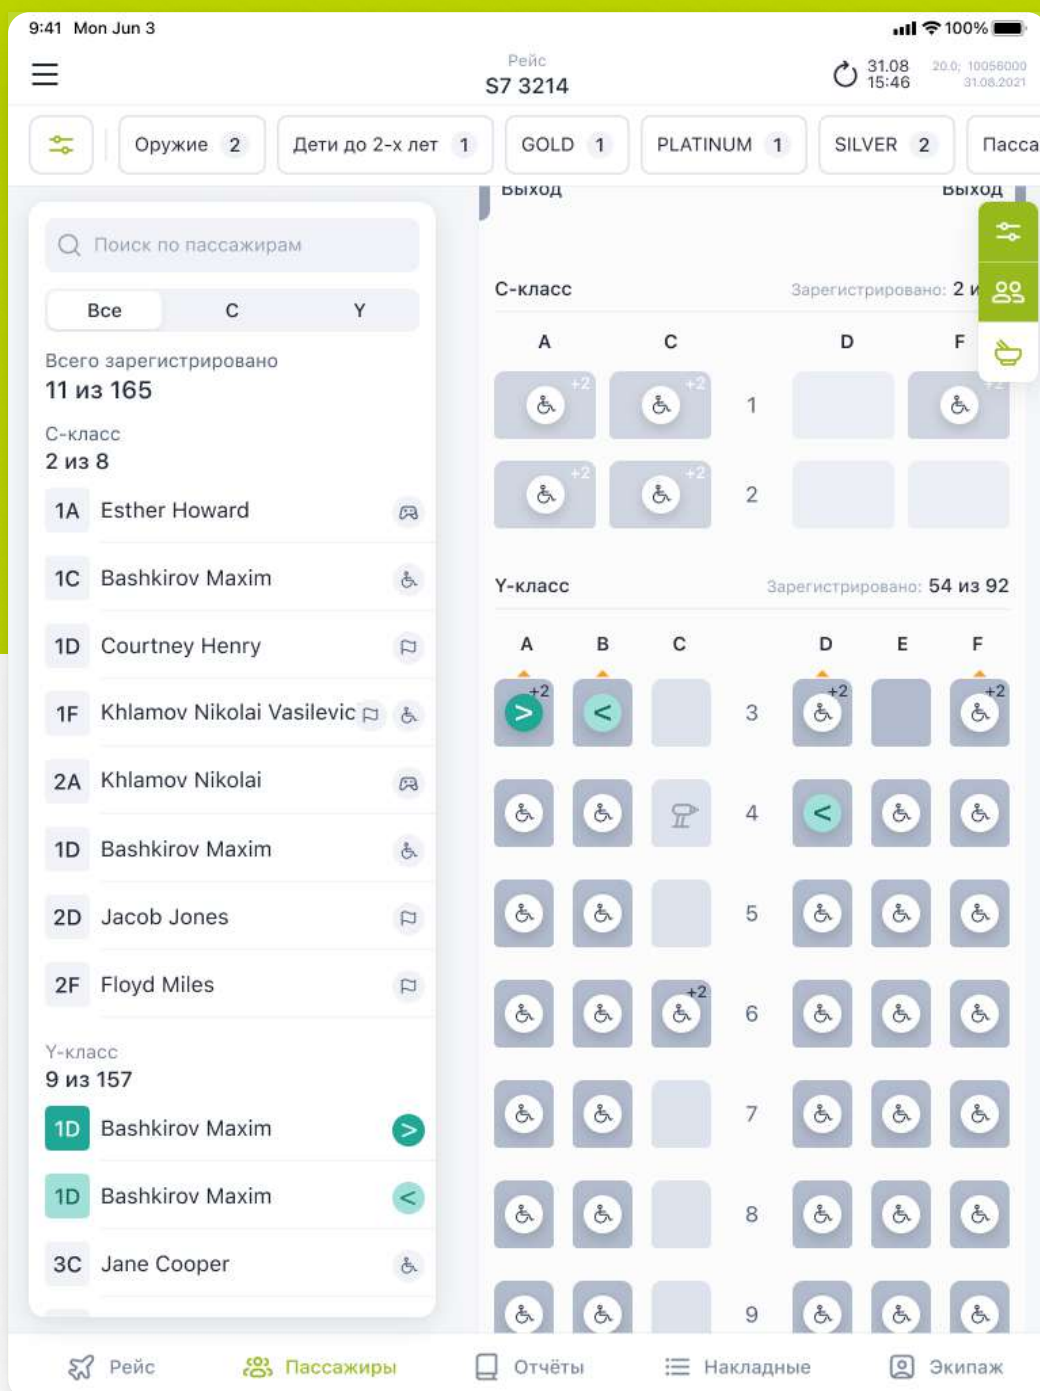 9:41 Mon Jun 3
100%
Рейс
S7 3214
31.08
15:46
20.0; 10056000
31.08.2021
Оружие 2
Дети до 2-х лет 1
GOLD 1
PLATINUM 1
SILVER 2
Пасса
Выход
Выход
Поиск по пассажирам
Все C Y
Всего зарегистрировано
11 из 165
С-класс
2 из 8
1A Esther Howard
1C Bashkirov Maxim
1D Courtney Henry
1F Khlamov Nikolai Vasilevic
2A Khlamov Nikolai
1D Bashkirov Maxim
2D Jacob Jones
2F Floyd Miles
Y-класс
9 из 157
1D Bashkirov Maxim >
1D Bashkirov Maxim <
3C Jane Cooper
С-класс
Зарегистрировано: 2 и
A C D F
+2 +2 1 +2
+2 +2 2
Y-класс
Зарегистрировано: 54 из 92
A B C D E F
> +2 < 3 +2 +2
4 <
5
+2 6
7
8
9
Рейс
Пассажиры
Отчёты
Накладные
Экипаж